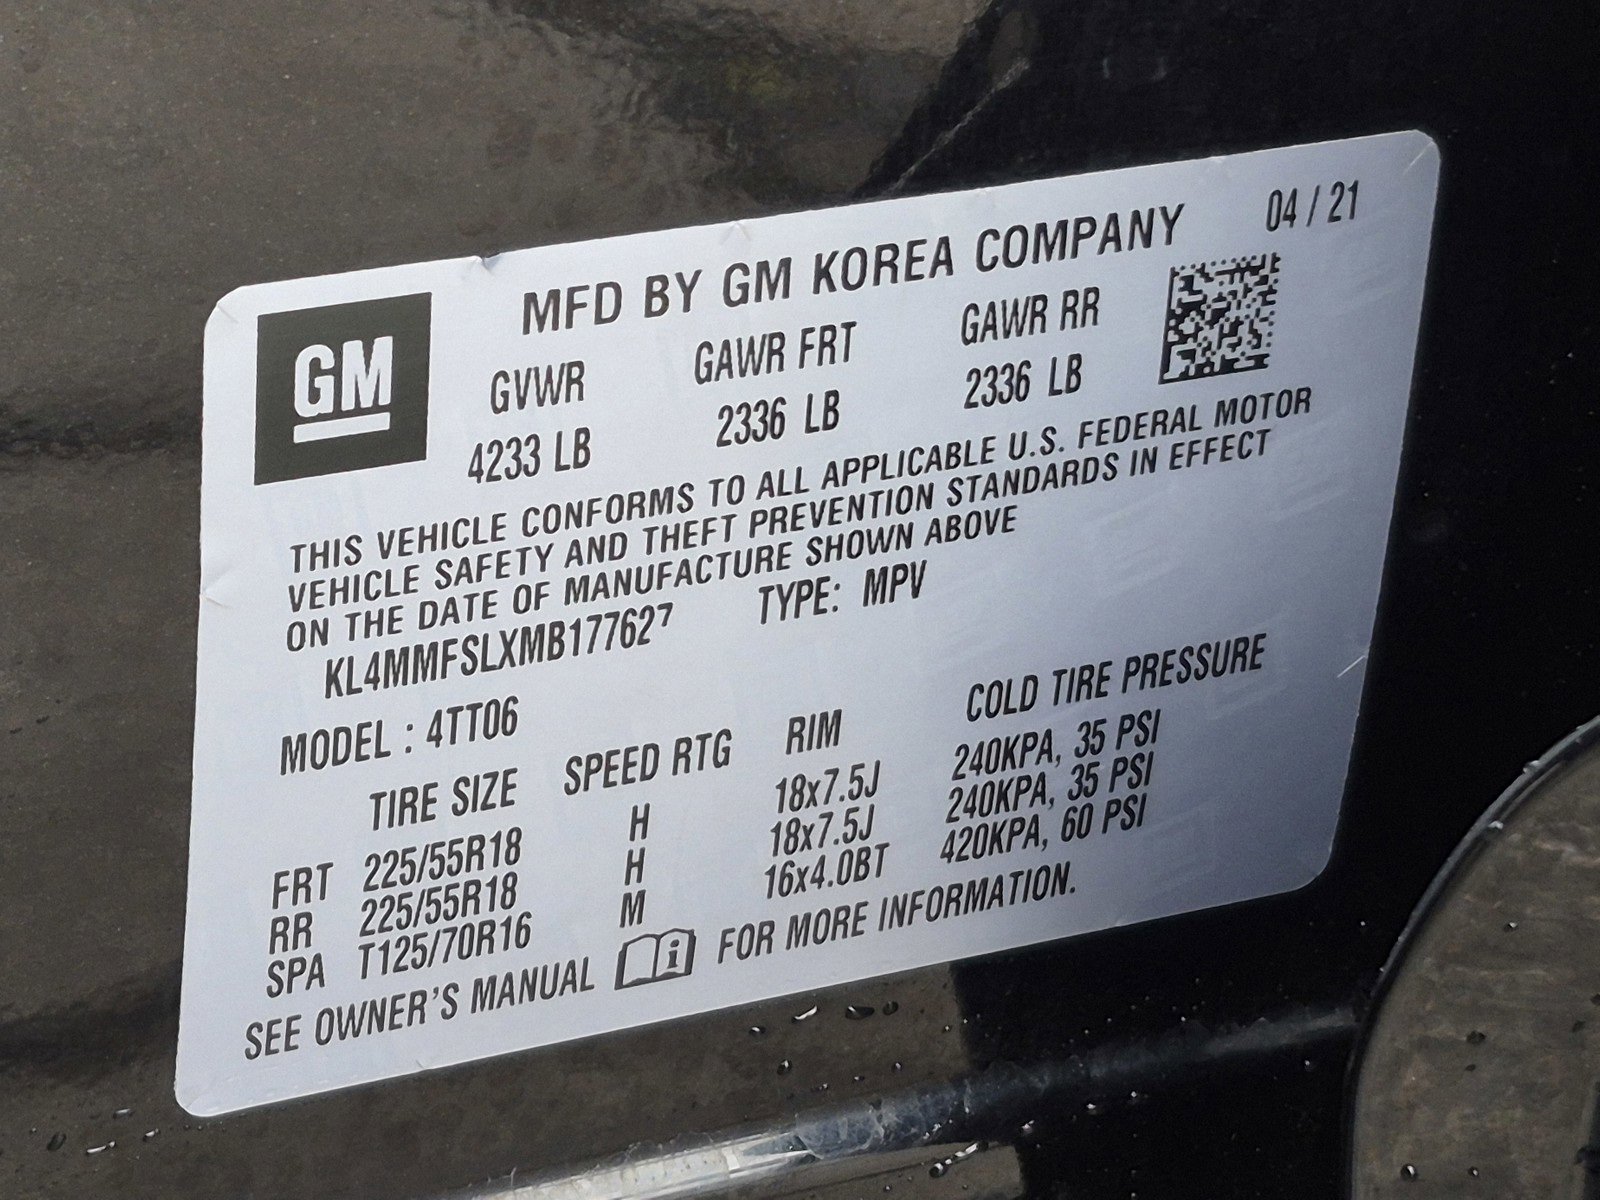 MFD BY GM KOREA COMPANY 04 / 21
GM
GVWR GAWR FRT GAWR RR
4233 LB 2336 LB 2336 LB
THIS VEHICLE CONFORMS TO ALL APPLICABLE U.S. FEDERAL MOTOR
VEHICLE SAFETY AND THEFT PREVENTION STANDARDS IN EFFECT
ON THE DATE OF MANUFACTURE SHOWN ABOVE
KL4MMFSLXMB177627 TYPE: MPV
MODEL : 4TT06
TIRE SIZE SPEED RTG RIM COLD TIRE PRESSURE
FRT 225/55R18 H 18x7.5J 240KPA, 35 PSI
RR 225/55R18 H 18x7.5J 240KPA, 35 PSI
SPA T125/70R16 M 16x4.0BT 420KPA, 60 PSI
SEE OWNER'S MANUAL i FOR MORE INFORMATION.